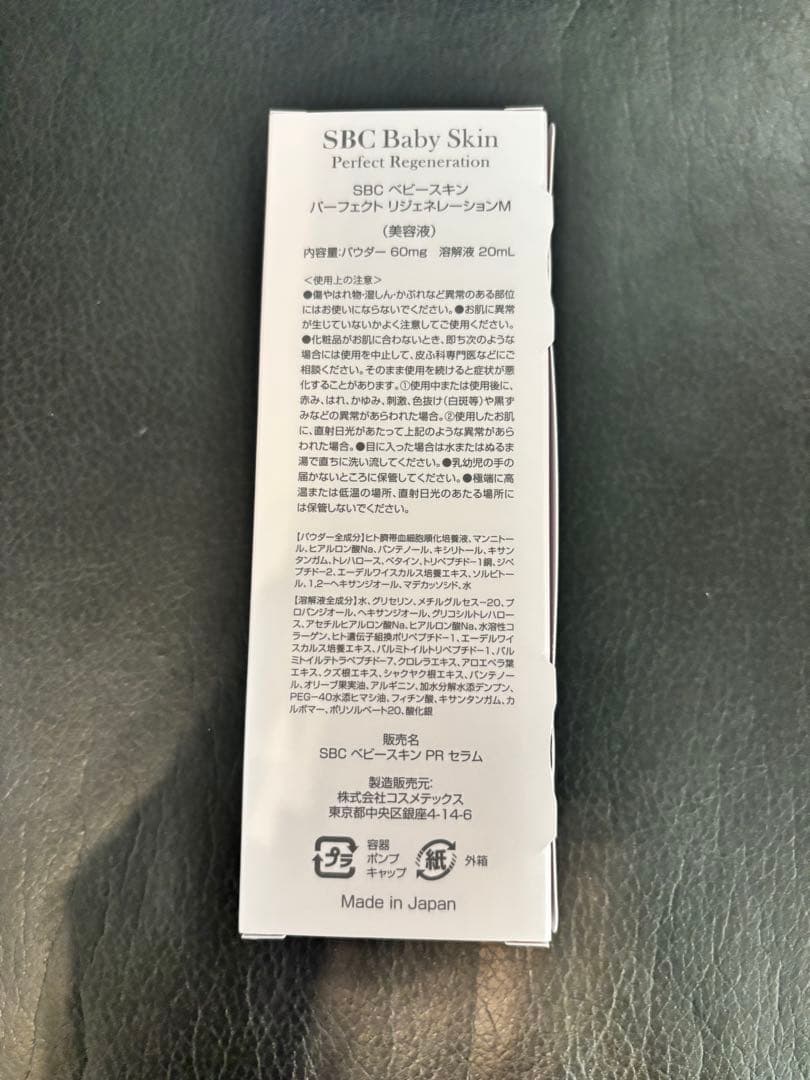 SBC Baby Skin
Perfect Regeneration
SBC ベビースキン
パーフェクト リジェネレーションM
（美容液）
内容量:パウダー 60mg　溶解液 20mL
＜使用上の注意＞
●傷やはれ物・湿しん・かぶれなど異常のある部位
にはお使いにならないでください。●お肌に異常
が生じていないかよく注意してご使用ください。
●化粧品がお肌に合わないとき、即ち次のような
場合には使用を中止して、皮ふ科専門医などにご
相談ください。そのまま使用を続けると症状が悪
化することがあります。①使用中または使用後に、
赤み、はれ、かゆみ、刺激、色抜け（白斑等）や黒ず
みなどの異常があらわれた場合。②使用したお肌
に、直射日光があたって上記のような異常があら
われた場合。●目に入った場合は水またはぬるま
湯で直ちに洗い流してください。●乳幼児の手の
届かないところに保管してください。●極端に高
温または低温の場所、直射日光のあたる場所に
は保管しないでください。
【パウダー全成分】ヒト臍帯血細胞順化培養液、マンニトー
ル、ヒアルロン酸Na、パンテノール、キシリトール、キサン
タンガム、トレハロース、ベタイン、トリペプチド-1銅、ジペ
プチド-2、エーデルワイスカルス培養エキス、ソルビトー
ル、1,2-ヘキサンジオール、マデカッソシド、水
【溶解液全成分】水、グリセリン、メチルグルセス-20、プ
ロパンジオール、ヘキサンジオール、グリコシルトレハロー
ス、アセチルヒアルロン酸Na、ヒアルロン酸Na、水溶性コ
ラーゲン、ヒト遺伝子組換ポリペプチド-1、エーデルワイ
スカルス培養エキス、パルミトイルトリペプチド-1、パル
ミトイルテトラペプチド-7、クロレラエキス、アロエベラ葉
エキス、クズ根エキス、シャクヤク根エキス、パンテノー
ル、オリーブ果実油、アルギニン、加水分解水添デンプン、
PEG-40水添ヒマシ油、フィチン酸、キサンタンガム、カ
ルボマー、ポリソルベート20、酸化銀
販売名
SBC ベビースキン PR セラム
製造販売元:
株式会社コスメテックス
東京都中央区銀座4-14-6
プラ
容器
ポンプ
キャップ
紙
外箱
Made in Japan